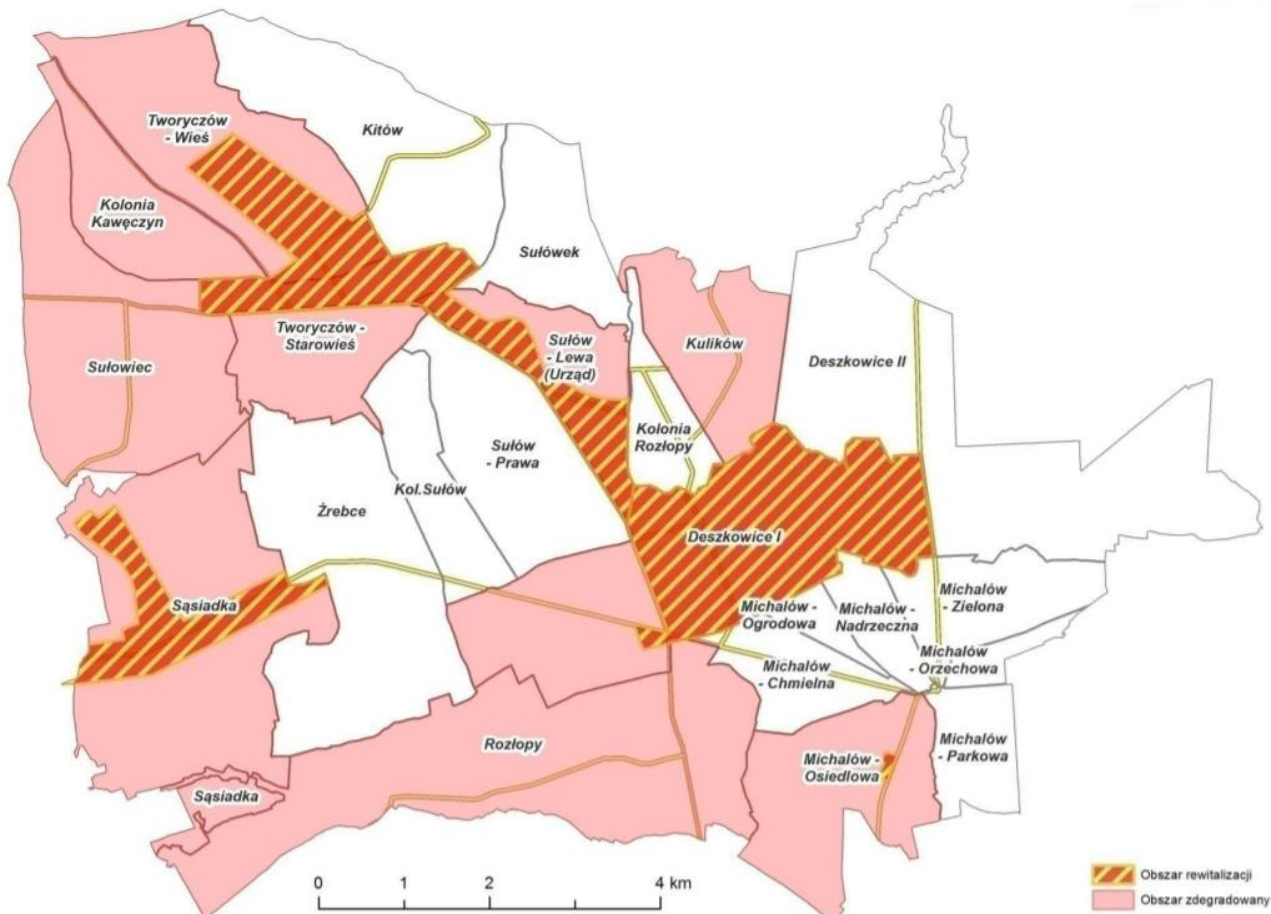 Tworyczów
- Wieś
Kitów
Kolonia
Kawęczyn
Sułówek
Tworyczów -
Starowieś
Sułów
- Lewa
(Urząd)
Kulików
Sułowiec
Deszkowice II
Kolonia
Rozłopy
Sułów
- Prawa
Kol.Sułów
Żrebce
Deszkowice I
Sąsiadka
Michalów -
Ogrodowa
Michalów -
Nadrzeczna
Michalów
- Zielona
Michalów
- Orzechowa
Michalów
- Chmielna
Rozłopy
Michalów -
Osiedlowa
Michalów
- Parkowa
Sąsiadka
0 1 2 4 km
Obszar rewitalizacji
Obszar zdegradowany